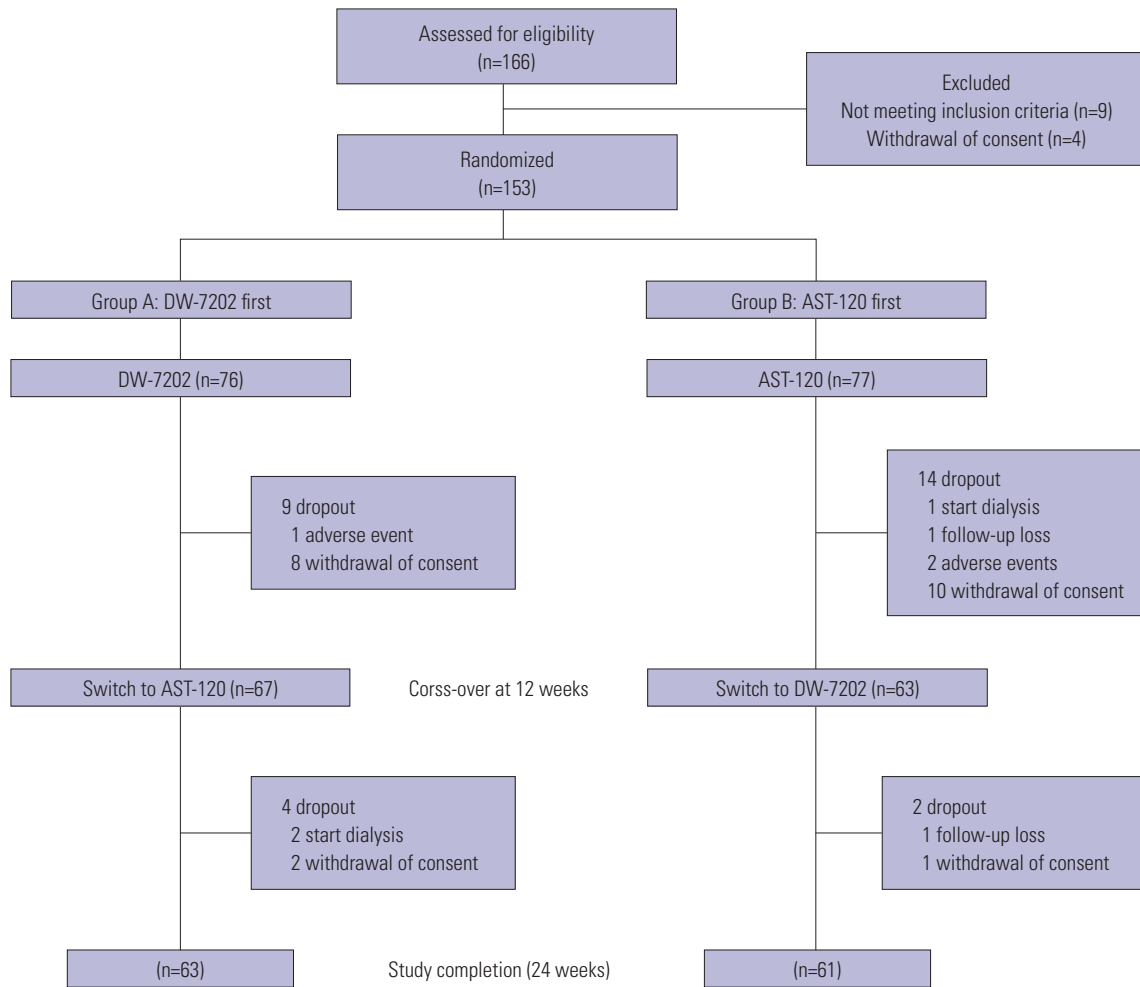 Assessed for eligibility
(n=166)
Excluded
Not meeting inclusion criteria (n=9)
Withdrawal of consent (n=4)
Randomized
(n=153)
Group A: DW-7202 first
Group B: AST-120 first
DW-7202 (n=76)
AST-120 (n=77)
9 dropout
1 adverse event
8 withdrawal of consent
14 dropout
1 start dialysis
1 follow-up loss
2 adverse events
10 withdrawal of consent
Switch to AST-120 (n=67)
Corss-over at 12 weeks
Switch to DW-7202 (n=63)
4 dropout
2 start dialysis
2 withdrawal of consent
2 dropout
1 follow-up loss
1 withdrawal of consent
(n=63)
Study completion (24 weeks)
(n=61)